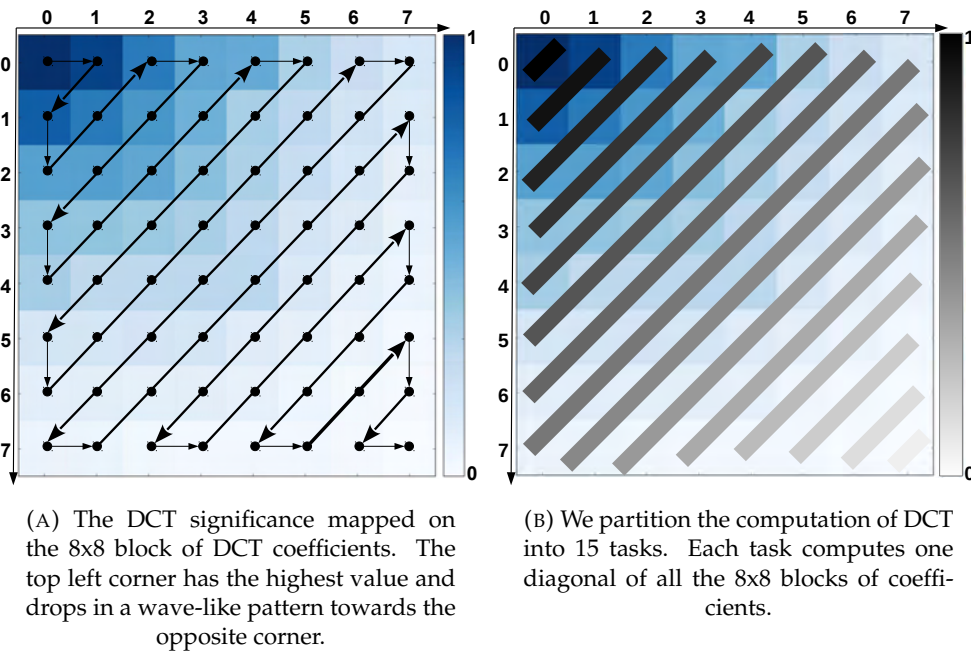 0 1 2 3 4 5 6 7
0 1 2 3 4 5 6 7
1
1
0
0
1
1
2
2
3
3
4
4
5
5
6
6
7
7
0
0
(A) The DCT significance mapped on
the 8x8 block of DCT coefficients. The
top left corner has the highest value and
drops in a wave-like pattern towards the
opposite corner.
(B) We partition the computation of DCT
into 15 tasks. Each task computes one
diagonal of all the 8x8 blocks of coeffi-
cients.